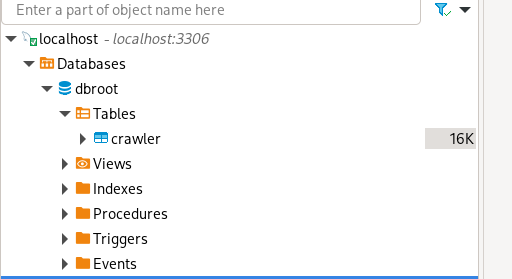 Enter a part of object name here
localhost - localhost:3306
Databases
dbroot
Tables
crawler 16K
Views
Indexes
Procedures
Triggers
Events